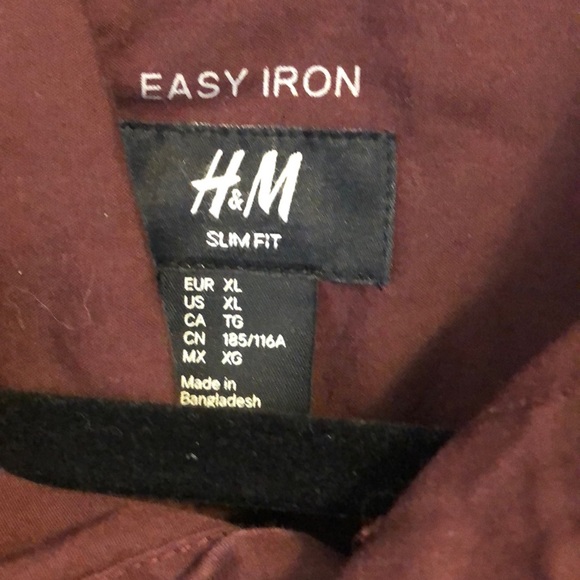 EASY IRON
H&M
SLIM FIT
EUR XL
US XL
CA TG
CN 185/116A
MX XG
Made in
Bangladesh